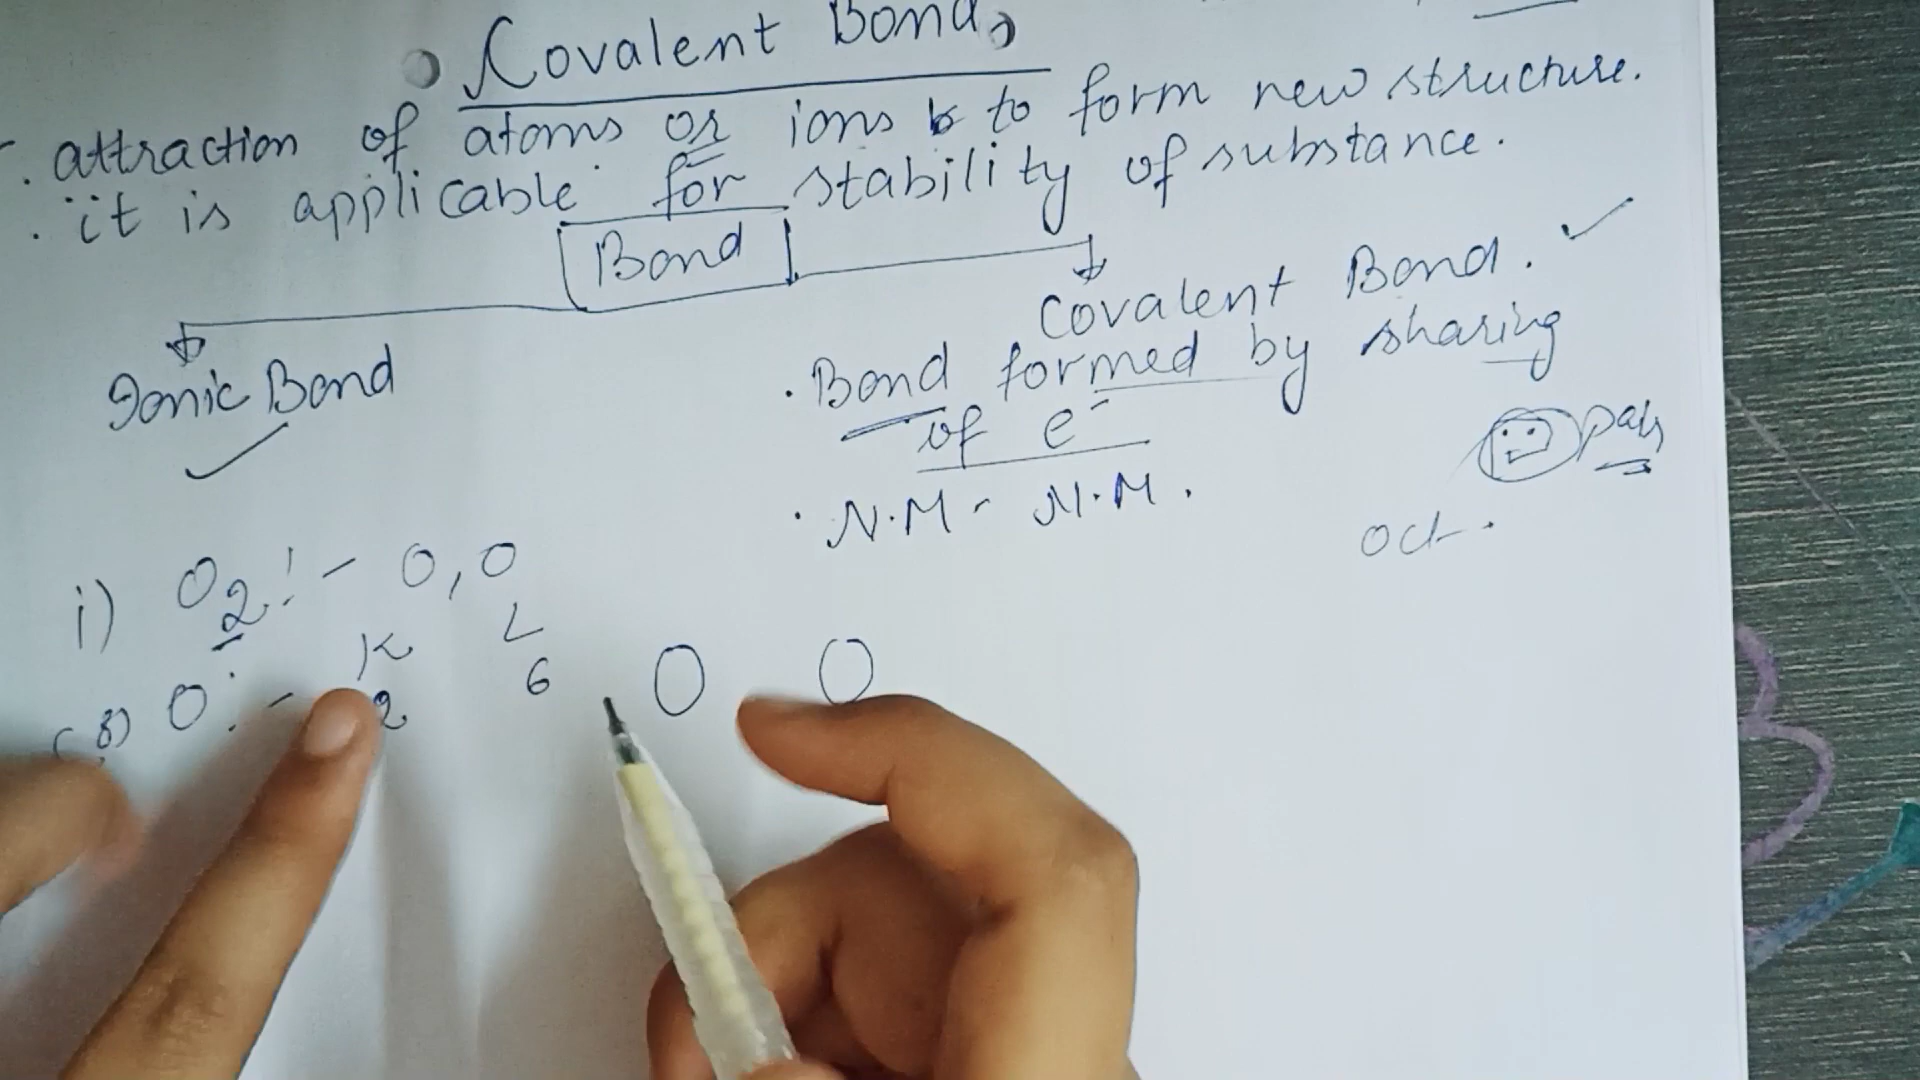 Covalent Bond
attraction of atoms or ions to form new structure.
. it is applicable for stability of substance.
Bond
Ionic Bond
Covalent Bond.
. Bond formed by sharing
of e-
. N.M - N.M.
Oct.
i) O2 :- O, O
K L
(8) O :- 2 6 O O